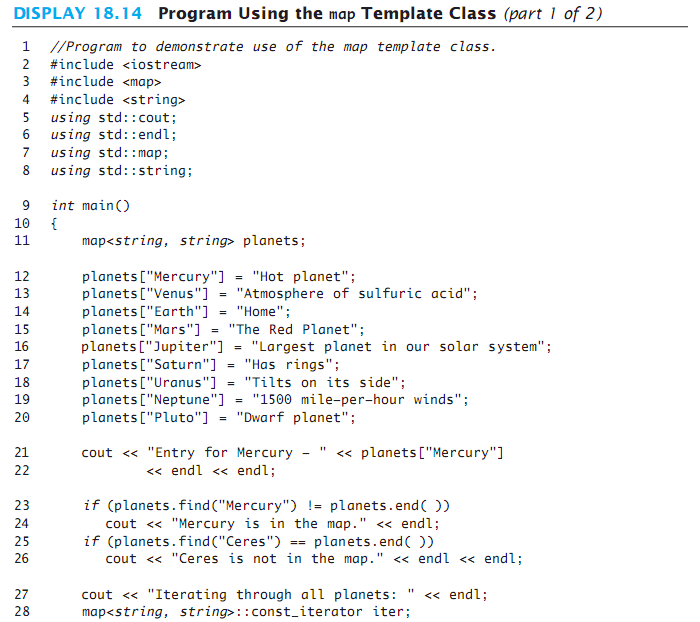 DISPLAY 18.14 Program Using the map Template Class (part 1 of 2)
1 //Program to demonstrate use of the map template class.
2 #include <iostream>
3 #include <map>
4 #include <string>
5 using std::cout;
6 using std::endl;
7 using std::map;
8 using std::string;
9 int main()
10 {
11 map<string, string> planets;
12 planets["Mercury"] = "Hot planet";
13 planets["Venus"] = "Atmosphere of sulfuric acid";
14 planets["Earth"] = "Home";
15 planets["Mars"] = "The Red Planet";
16 planets["Jupiter"] = "Largest planet in our solar system";
17 planets["Saturn"] = "Has rings";
18 planets["Uranus"] = "Tilts on its side";
19 planets["Neptune"] = "1500 mile-per-hour winds";
20 planets["Pluto"] = "Dwarf planet";
21 cout << "Entry for Mercury - " << planets["Mercury"]
22 << endl << endl;
23 if (planets.find("Mercury") != planets.end( ))
24 cout << "Mercury is in the map." << endl;
25 if (planets.find("Ceres") == planets.end( ))
26 cout << "Ceres is not in the map." << endl << endl;
27 cout << "Iterating through all planets: " << endl;
28 map<string, string>::const_iterator iter;